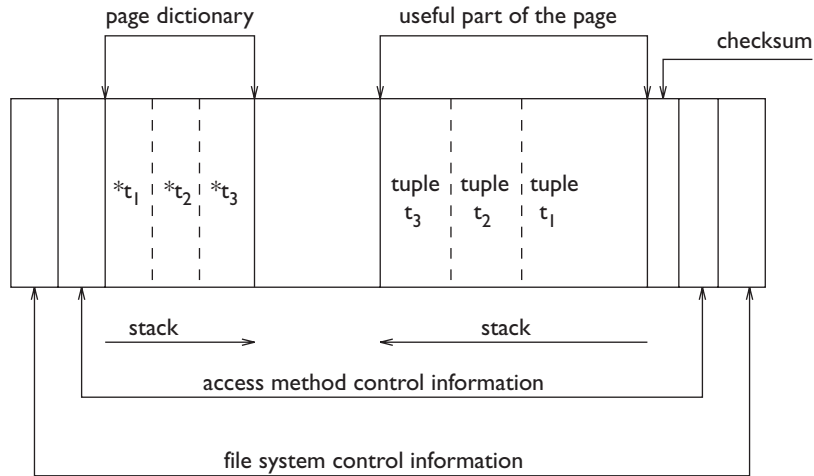 page dictionary
useful part of the page
checksum
*t1 *t2 *t3
tuple tuple tuple
t3 t2 t1
stack
stack
access method control information
file system control information